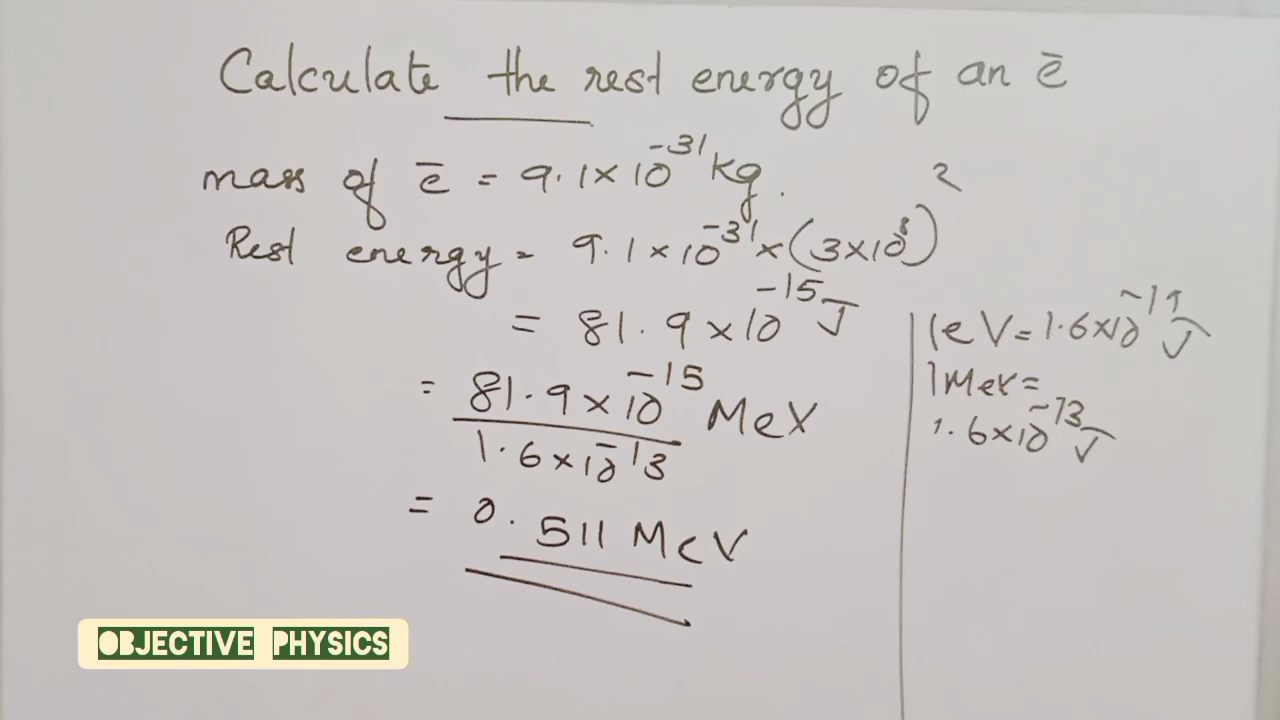 Calculate the rest energy of an ē
mass of ē = 9.1 × 10⁻³¹ kg.
Rest energy = 9.1 × 10⁻³¹ × (3×10⁸)²
= 81.9 × 10⁻¹⁵ J
= 81.9 × 10⁻¹⁵ / 1.6 × 10⁻¹³ MeV
= 0.511 MeV
1eV = 1.6×10⁻¹⁹ J
1 MeV =
1.6×10⁻¹³ J
OBJECTIVE PHYSICS